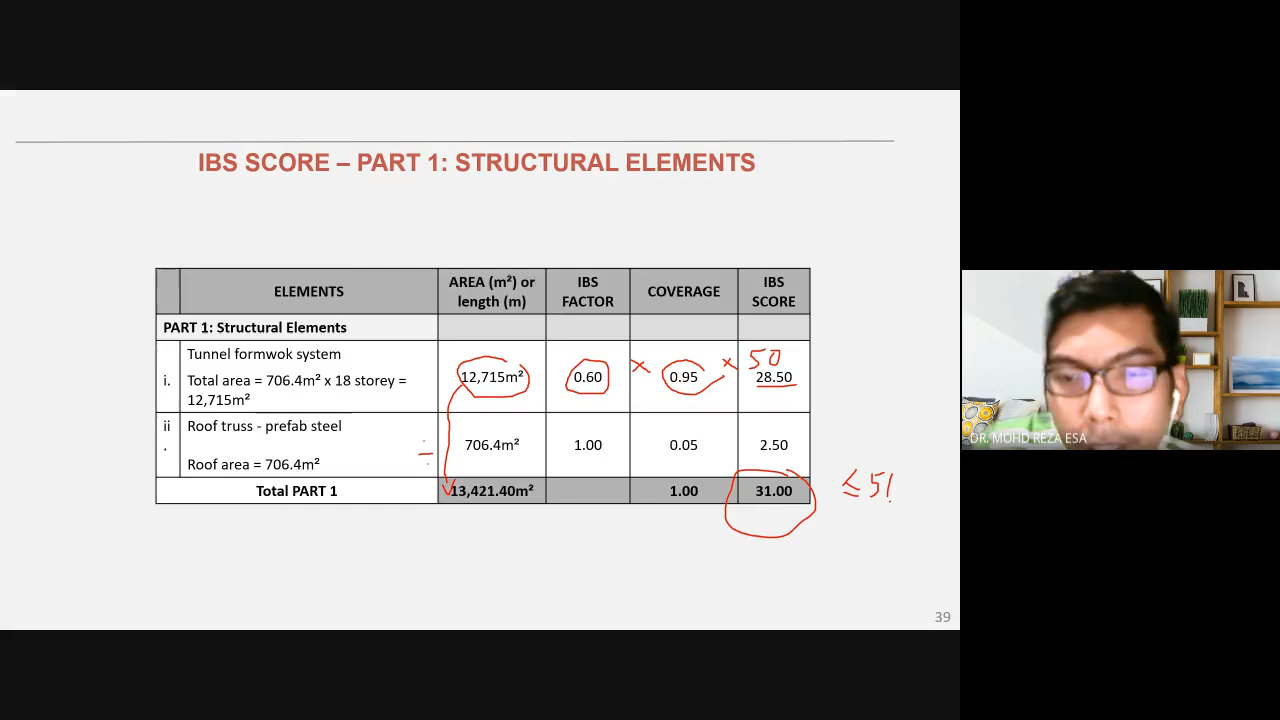 IBS SCORE – PART 1: STRUCTURAL ELEMENTS
ELEMENTS
AREA (m²) or length (m)
IBS FACTOR
COVERAGE
IBS SCORE
PART 1: Structural Elements
i.
Tunnel formwok system
Total area = 706.4m² x 18 storey =
12,715m²
12,715m²
0.60
×
0.95
×
50
28.50
ii
.
Roof truss - prefab steel
Roof area = 706.4m²
÷
706.4m²
1.00
0.05
2.50
Total PART 1
13,421.40m²
1.00
31.00
≤
39
DR. MOHD REZA ESA